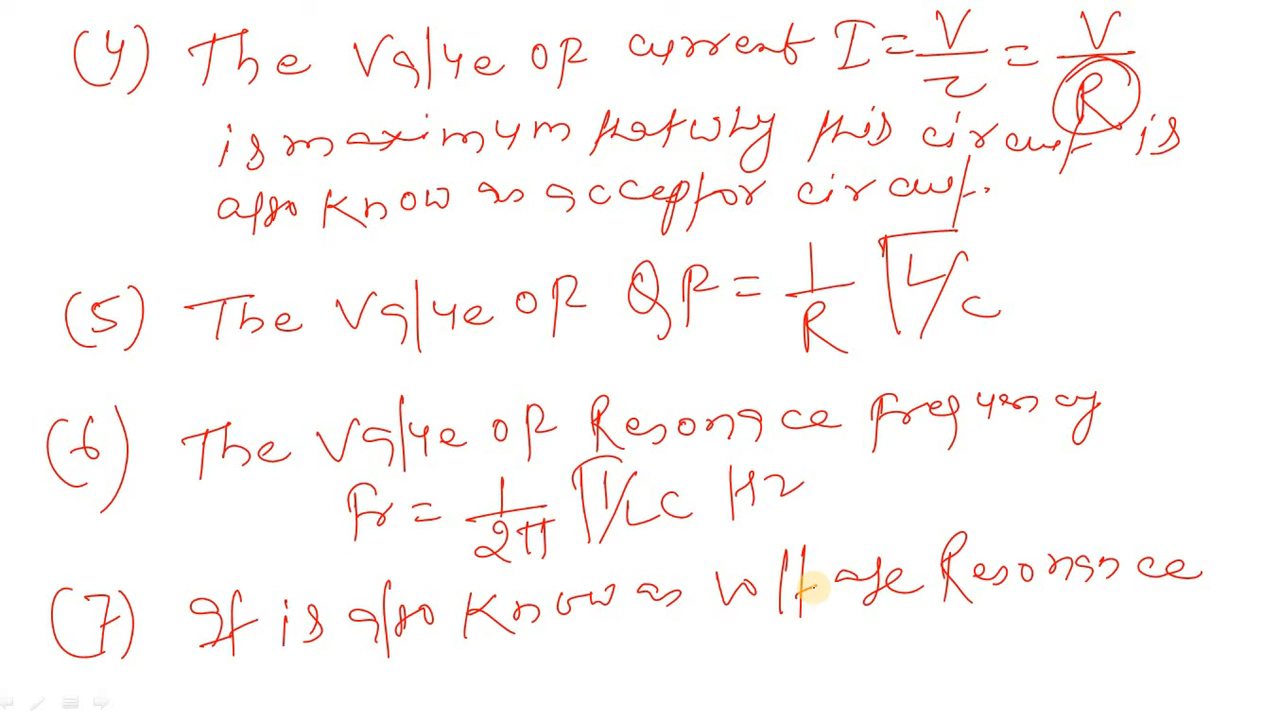 (4) The Value of current I = V/Z = V/R
is maximum that why this circuit is
also know as acceptor circuit.
(5) The Value of QF = 1/R √L/C
(6) The Value of Resonace Frequency
Fr = 1/2π √1/LC Hz
(7) It is also know as voltage Resonance